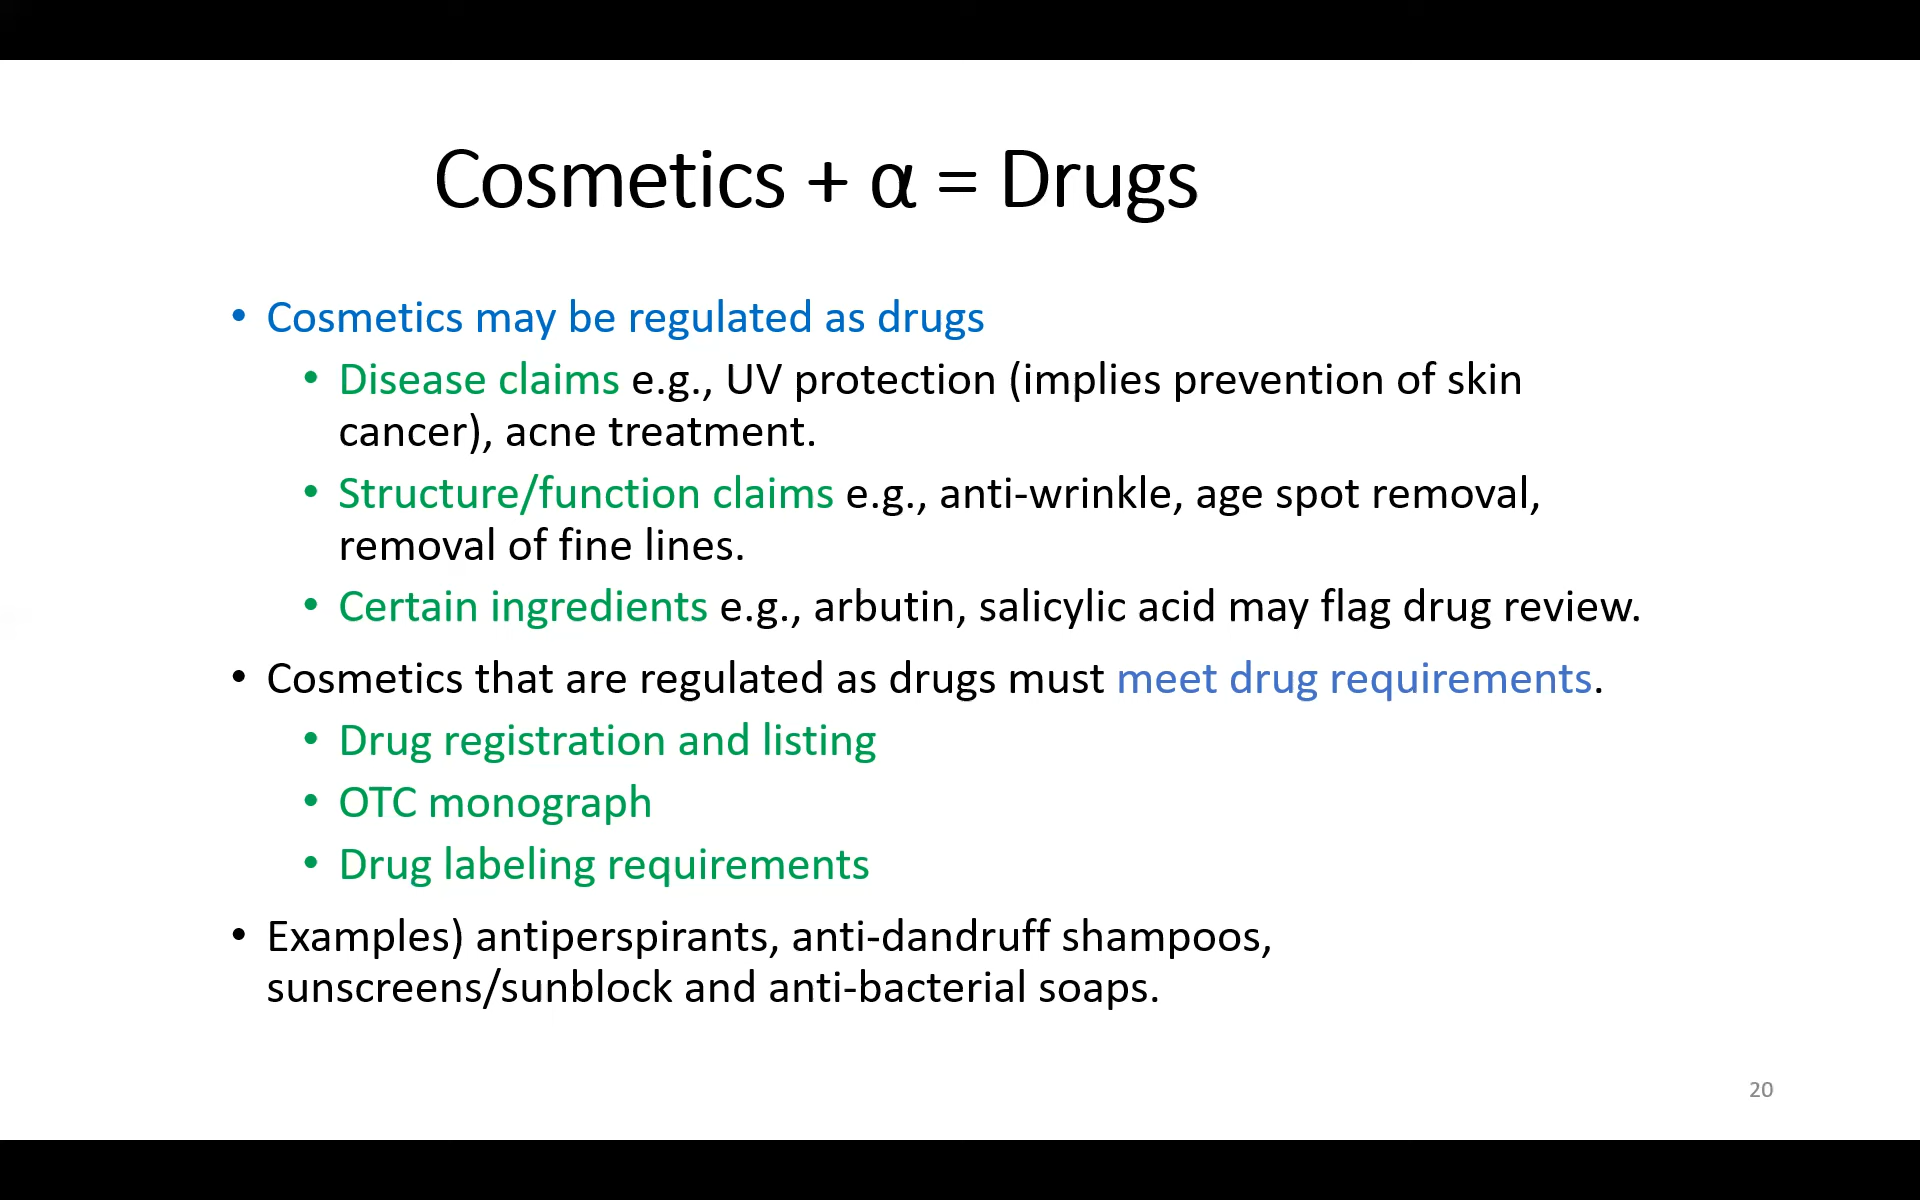 Cosmetics + α = Drugs
• Cosmetics may be regulated as drugs
• Disease claims e.g., UV protection (implies prevention of skin
cancer), acne treatment.
• Structure/function claims e.g., anti-wrinkle, age spot removal,
removal of fine lines.
• Certain ingredients e.g., arbutin, salicylic acid may flag drug review.
• Cosmetics that are regulated as drugs must meet drug requirements.
• Drug registration and listing
• OTC monograph
• Drug labeling requirements
• Examples) antiperspirants, anti-dandruff shampoos,
sunscreens/sunblock and anti-bacterial soaps.
20